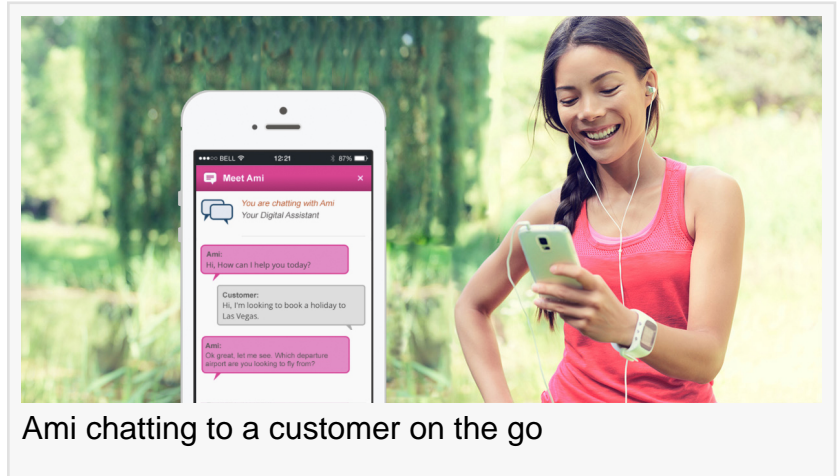 ●●●○○ BELL 12:21 87%
Meet Ami ×
You are chatting with Ami
Your Digital Assistant
Ami:
Hi, How can I help you today?
Customer:
Hi, I'm looking to book a holiday to
Las Vegas.
Ami:
Ok great, let me see. Which departure
airport are you looking to fly from?
Ami chatting to a customer on the go